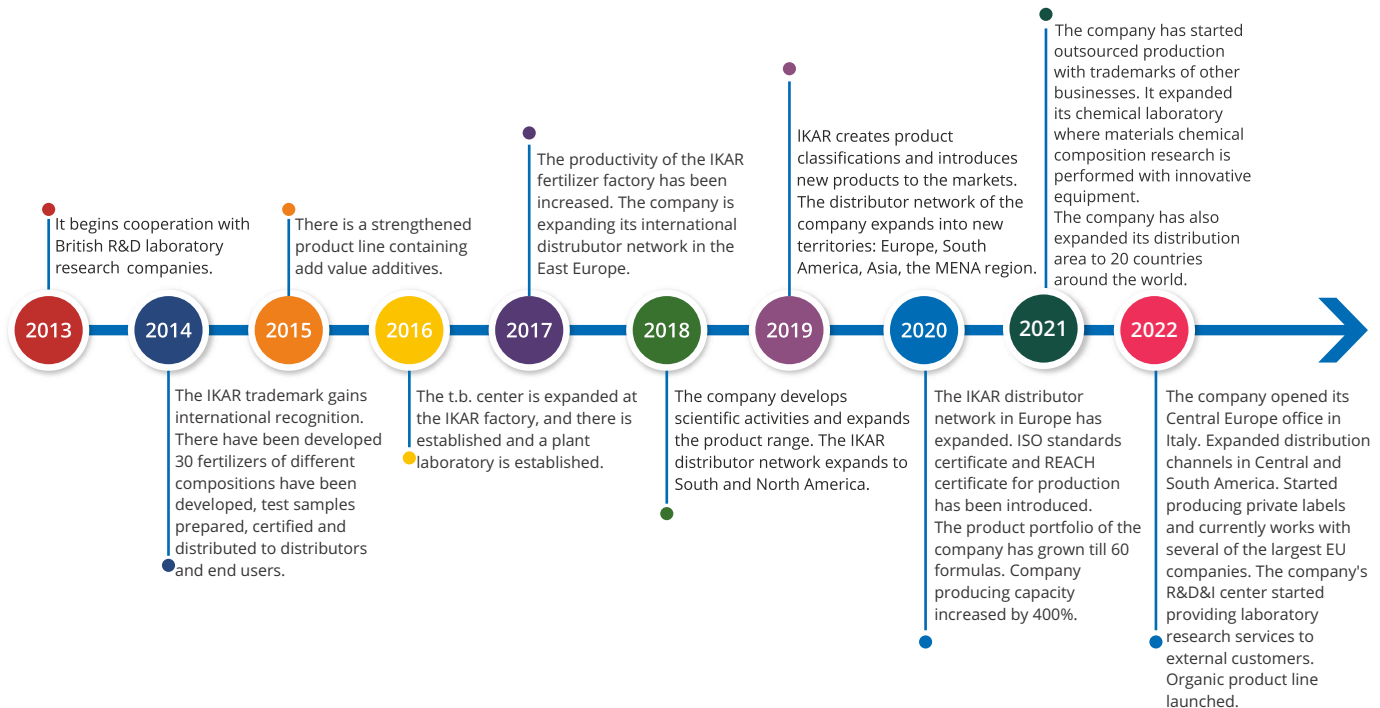 2013
It begins cooperation with
British R&D laboratory
research companies.
2014
The IKAR trademark gains
international recognition.
There have been developed
30 fertilizers of different
compositions have been
developed, test samples
prepared, certified and
distributed to distributors
and end users.
2015
There is a strengthened
product line containing
add value additives.
2016
The t.b. center is expanded at
the IKAR factory, and there is
established and a plant
laboratory is established.
2017
The productivity of the IKAR
fertilizer factory has been
increased. The company is
expanding its international
distrubutor network in the
East Europe.
2018
The company develops
scientific activities and expands
the product range. The IKAR
distributor network expands to
South and North America.
2019
IKAR creates product
classifications and introduces
new products to the markets.
The distributor network of the
company expands into new
territories: Europe, South
America, Asia, the MENA region.
2020
The IKAR distributor
network in Europe has
expanded. ISO standards
certificate and REACH
certificate for production
has been introduced.
The product portfolio of the
company has grown till 60
formulas. Company
producing capacity
increased by 400%.
2021
The company has started
outsourced production
with trademarks of other
businesses. It expanded
its chemical laboratory
where materials chemical
composition research is
performed with innovative
equipment.
The company has also
expanded its distribution
area to 20 countries
around the world.
2022
The company opened its
Central Europe office in
Italy. Expanded distribution
channels in Central and
South America. Started
producing private labels
and currently works with
several of the largest EU
companies. The company's
R&D&I center started
providing laboratory
research services to
external customers.
Organic product line
launched.